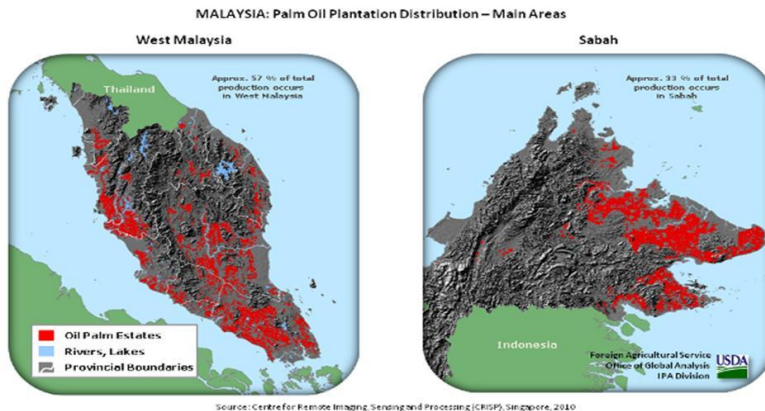 MALAYSIA: Palm Oil Plantation Distribution – Main Areas
West Malaysia
Sabah
Thailand
Approx. 57 % of total
production occurs
in West Malaysia
Approx. 33 % of total
production occurs
in Sabah
Oil Palm Estates
Rivers, Lakes
Provincial Boundaries
Indonesia
Foreign Agricultural Service
Office of Global Analysis
IPA Division
USDA
Source: Centre for Remote Imaging, Sensing and Processing (CRISP), Singapore, 2010